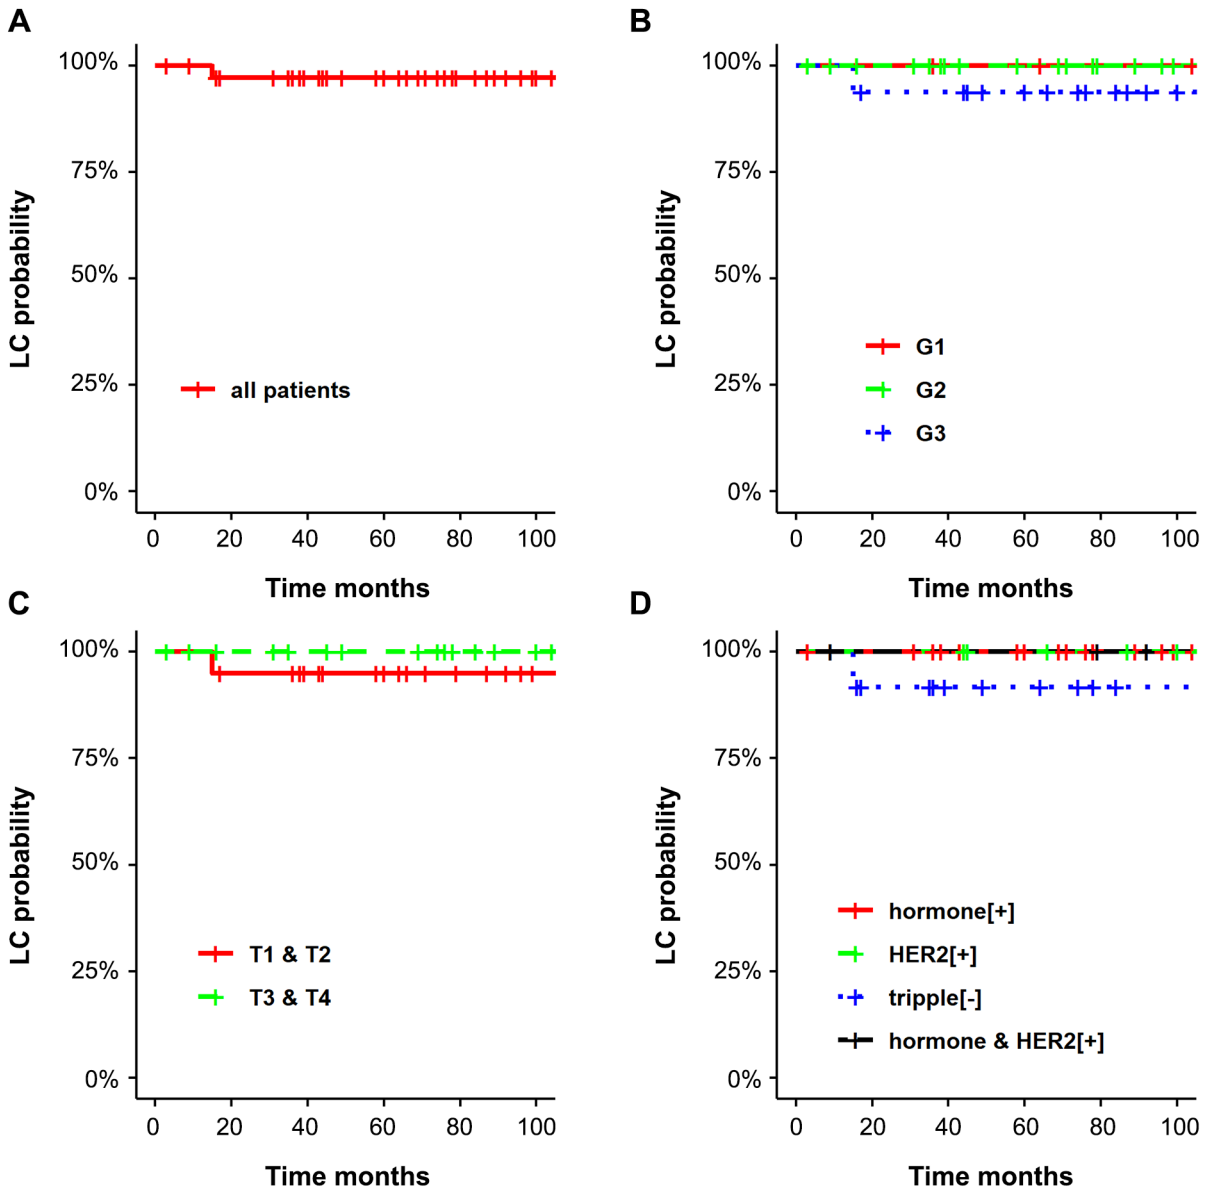 A
LC probability
100%
75%
50%
25%
0%
all patients
0 20 40 60 80 100
Time months
B
LC probability
100%
75%
50%
25%
0%
G1
G2
G3
0 20 40 60 80 100
Time months
C
LC probability
100%
75%
50%
25%
0%
T1 & T2
T3 & T4
0 20 40 60 80 100
Time months
D
LC probability
100%
75%
50%
25%
0%
hormone[+]
HER2[+]
tripple[-]
hormone & HER2[+]
0 20 40 60 80 100
Time months